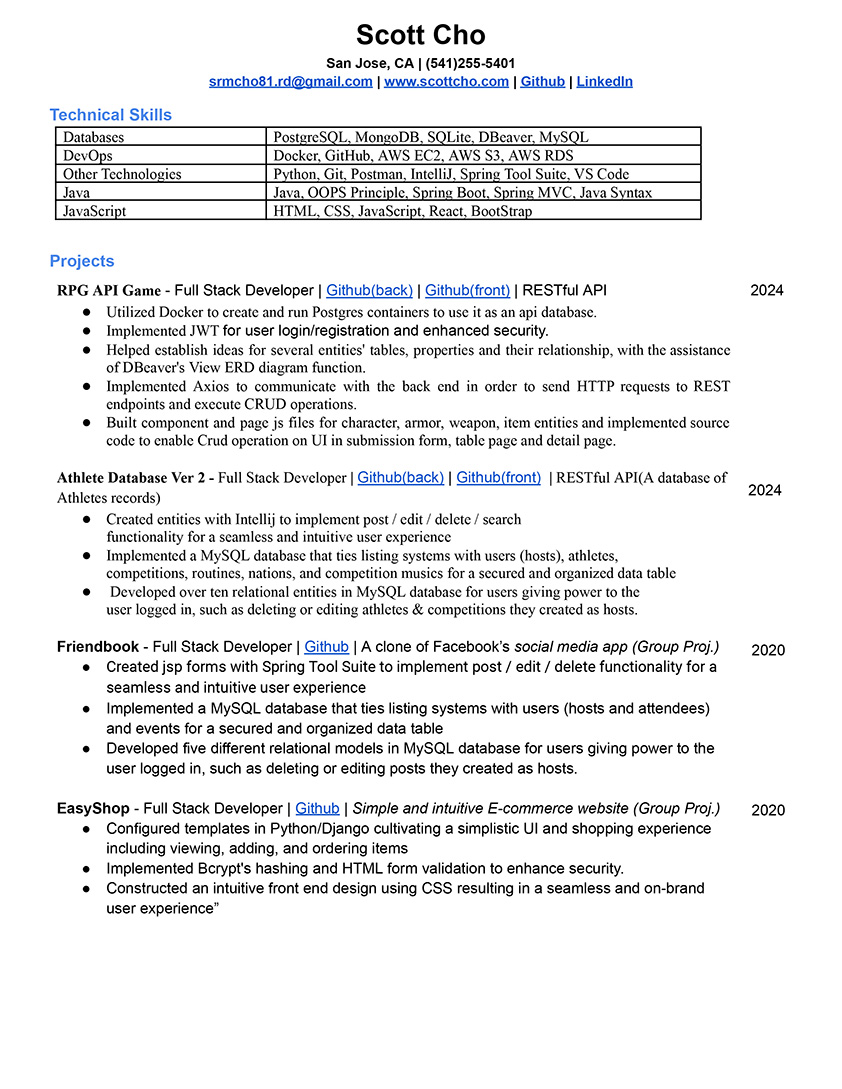 Scott Cho
San Jose, CA | (541)255-5401
srmcho81.rd@gmail.com | www.scottcho.com | Github | LinkedIn
Technical Skills
Databases PostgreSQL, MongoDB, SQLite, DBeaver, MySQL
DevOps Docker, GitHub, AWS EC2, AWS S3, AWS RDS
Other Technologies Python, Git, Postman, IntelliJ, Spring Tool Suite, VS Code
Java Java, OOPS Principle, Spring Boot, Spring MVC, Java Syntax
JavaScript HTML, CSS, JavaScript, React, BootStrap
Projects
RPG API Game - Full Stack Developer | Github(back) | Github(front) | RESTful API 2024
● Utilized Docker to create and run Postgres containers to use it as an api database.
● Implemented JWT for user login/registration and enhanced security.
● Helped establish ideas for several entities' tables, properties and their relationship, with the assistance
of DBeaver's View ERD diagram function.
● Implemented Axios to communicate with the back end in order to send HTTP requests to REST
endpoints and execute CRUD operations.
● Built component and page js files for character, armor, weapon, item entities and implemented source
code to enable Crud operation on UI in submission form, table page and detail page.
Athlete Database Ver 2 - Full Stack Developer | Github(back) | Github(front) | RESTful API(A database of
Athletes records) 2024
● Created entities with Intellij to implement post / edit / delete / search
functionality for a seamless and intuitive user experience
● Implemented a MySQL database that ties listing systems with users (hosts), athletes,
competitions, routines, nations, and competition musics for a secured and organized data table
● Developed over ten relational entities in MySQL database for users giving power to the
user logged in, such as deleting or editing athletes & competitions they created as hosts.
Friendbook - Full Stack Developer | Github | A clone of Facebook's social media app (Group Proj.) 2020
● Created jsp forms with Spring Tool Suite to implement post / edit / delete functionality for a
seamless and intuitive user experience
● Implemented a MySQL database that ties listing systems with users (hosts and attendees)
and events for a secured and organized data table
● Developed five different relational models in MySQL database for users giving power to the
user logged in, such as deleting or editing posts they created as hosts.
EasyShop - Full Stack Developer | Github | Simple and intuitive E-commerce website (Group Proj.) 2020
● Configured templates in Python/Django cultivating a simplistic UI and shopping experience
including viewing, adding, and ordering items
● Implemented Bcrypt's hashing and HTML form validation to enhance security.
● Constructed an intuitive front end design using CSS resulting in a seamless and on-brand
user experience”